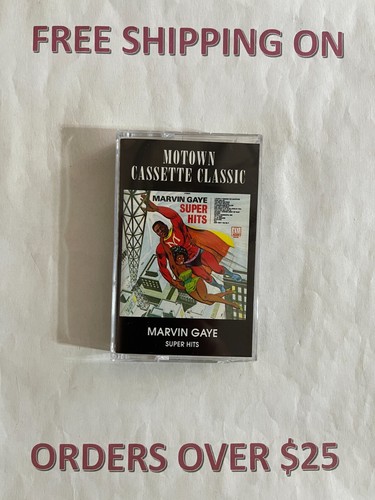 FREE SHIPPING ON
MOTOWN
CASSETTE CLASSIC
MARVIN GAYE
SUPER
HITS
MARVIN GAYE
SUPER HITS
ORDERS OVER $25